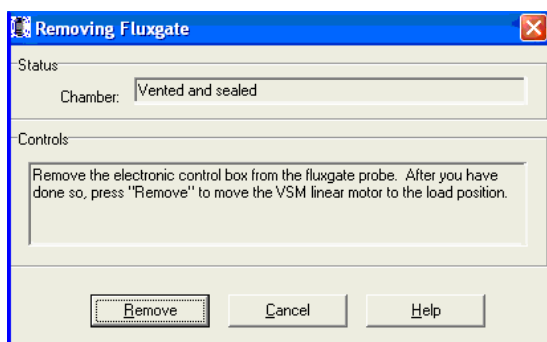 Removing Fluxgate
Status
Chamber: Vented and sealed
Controls
Remove the electronic control box from the fluxgate probe. After you have
done so, press "Remove" to move the VSM linear motor to the load position.
Remove Cancel Help